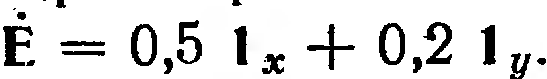 Ė = 0,5 1ₓ + 0,2 1ᵧ.